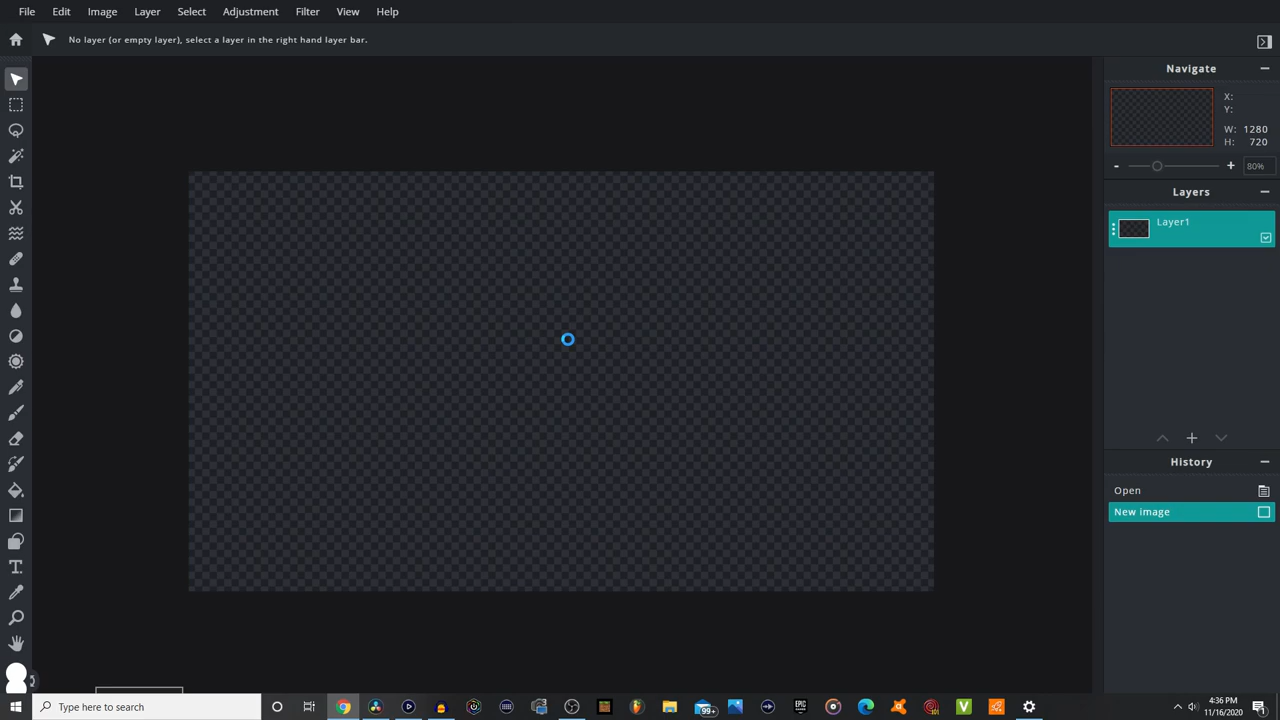 File Edit Image Layer Select Adjustment Filter View Help
No layer (or empty layer), select a layer in the right hand layer bar.
Navigate
X:
Y:
W: 1280
H: 720
- + 80%
Layers
Layer1
+
History
Open
New image
Type here to search
99+
EPIC
4:36 PM
11/16/2020